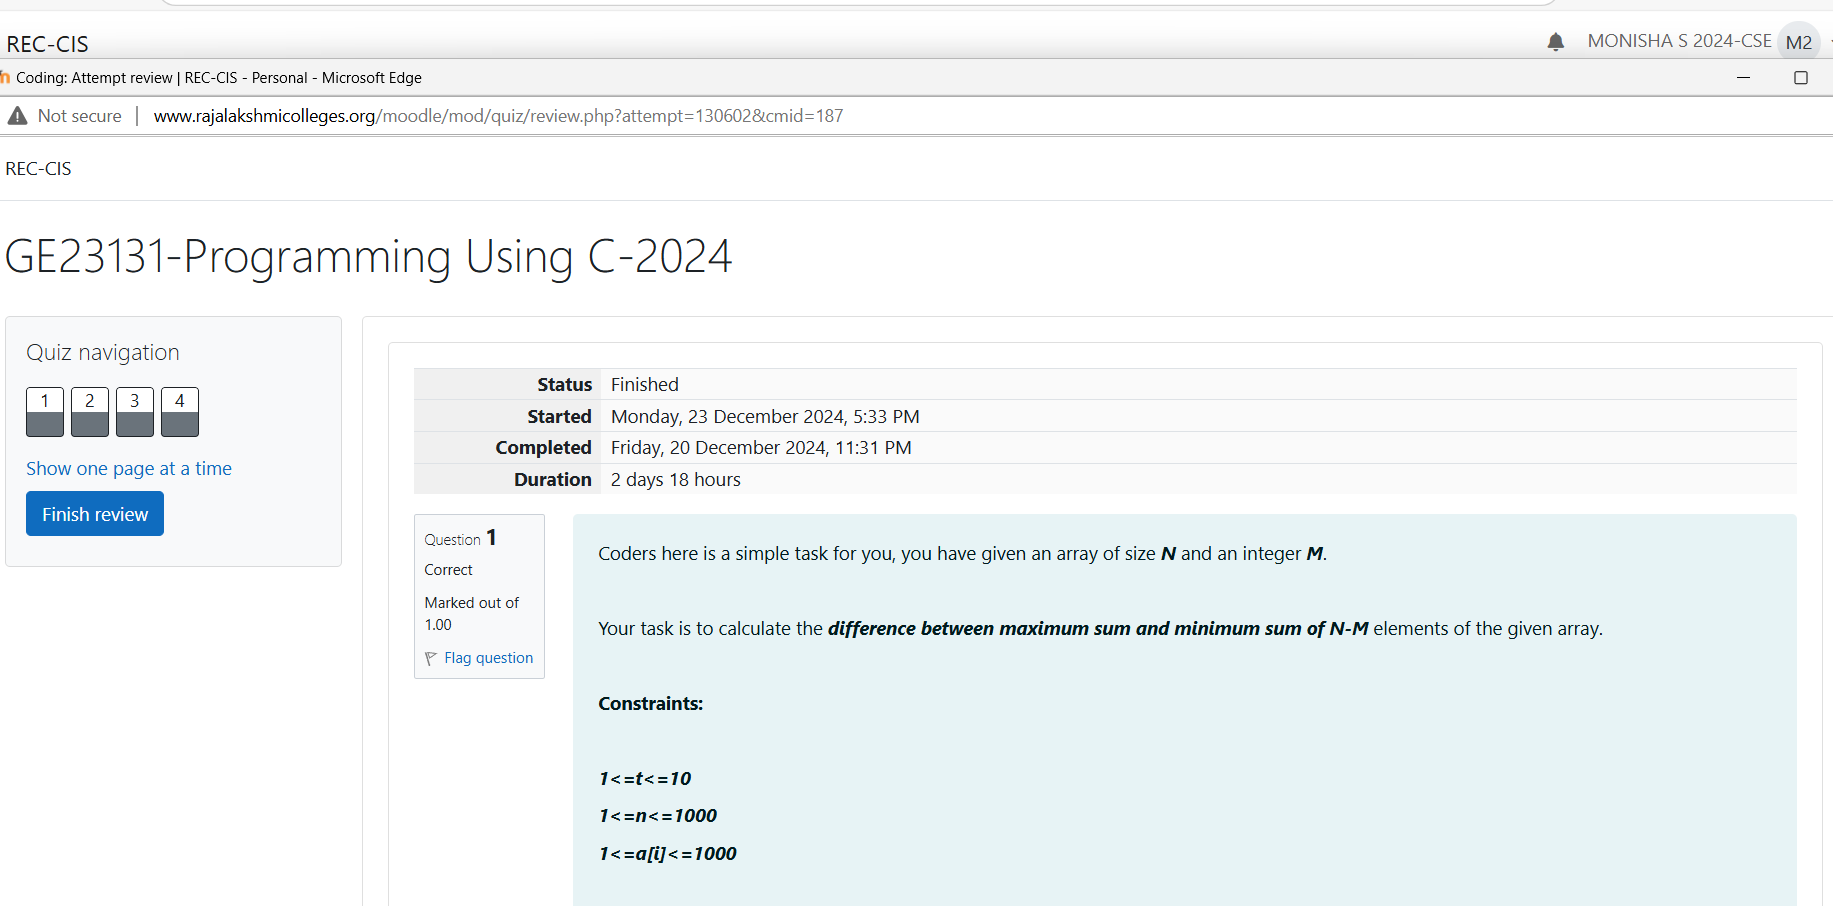 REC-CIS
MONISHA S 2024-CSE M2
Coding: Attempt review | REC-CIS - Personal - Microsoft Edge
Not secure | www.rajalakshmicolleges.org/moodle/mod/quiz/review.php?attempt=130602&cmid=187
REC-CIS
GE23131-Programming Using C-2024
Quiz navigation
1 2 3 4
Show one page at a time
Finish review
Status Finished
Started Monday, 23 December 2024, 5:33 PM
Completed Friday, 20 December 2024, 11:31 PM
Duration 2 days 18 hours
Question 1
Correct
Marked out of
1.00
Flag question
Coders here is a simple task for you, you have given an array of size N and an integer M.
Your task is to calculate the difference between maximum sum and minimum sum of N-M elements of the given array.
Constraints:
1<=t<=10
1<=n<=1000
1<=a[i]<=1000